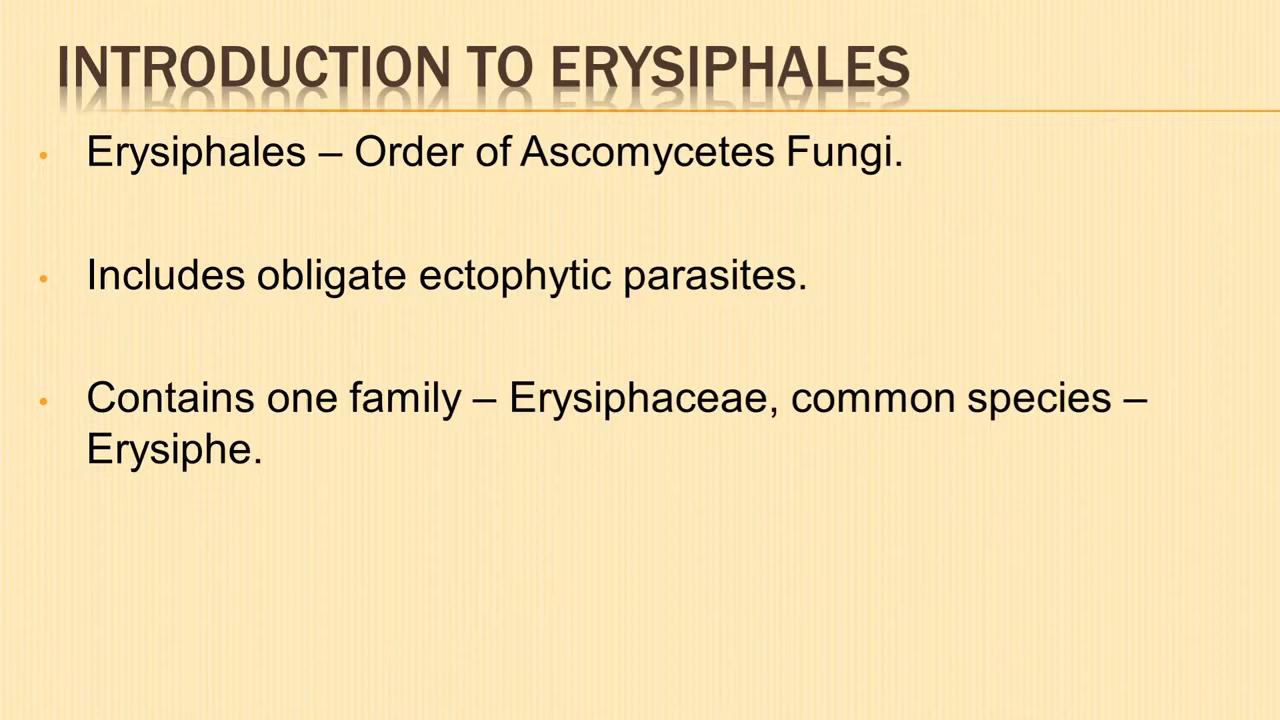 INTRODUCTION TO ERYSIPHALES
• Erysiphales – Order of Ascomycetes Fungi.
• Includes obligate ectophytic parasites.
• Contains one family – Erysiphaceae, common species –
Erysiphe.